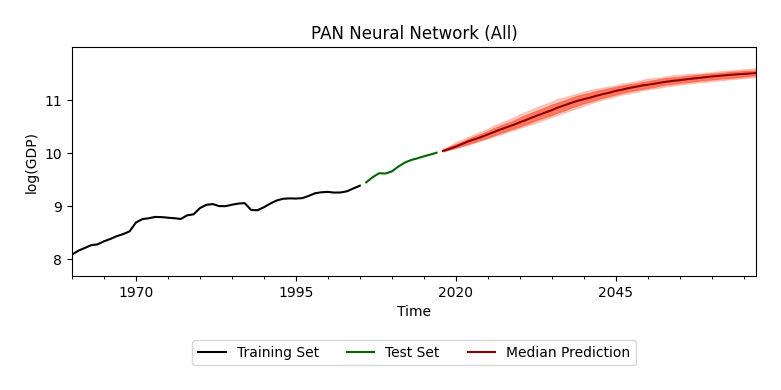 PAN Neural Network (All)
log(GDP)
11
10
9
8
1970 1995 2020 2045
Time
Training Set Test Set Median Prediction